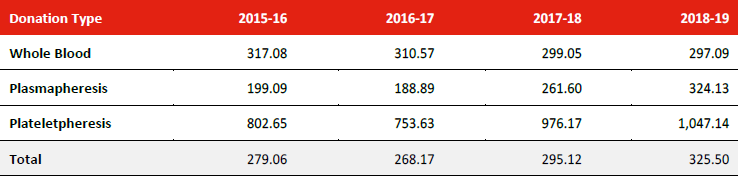 Donation Type 2015-16 2016-17 2017-18 2018-19
Whole Blood 317.08 310.57 299.05 297.09
Plasmapheresis 199.09 188.89 261.60 324.13
Plateletpheresis 802.65 753.63 976.17 1,047.14
Total 279.06 268.17 295.12 325.50